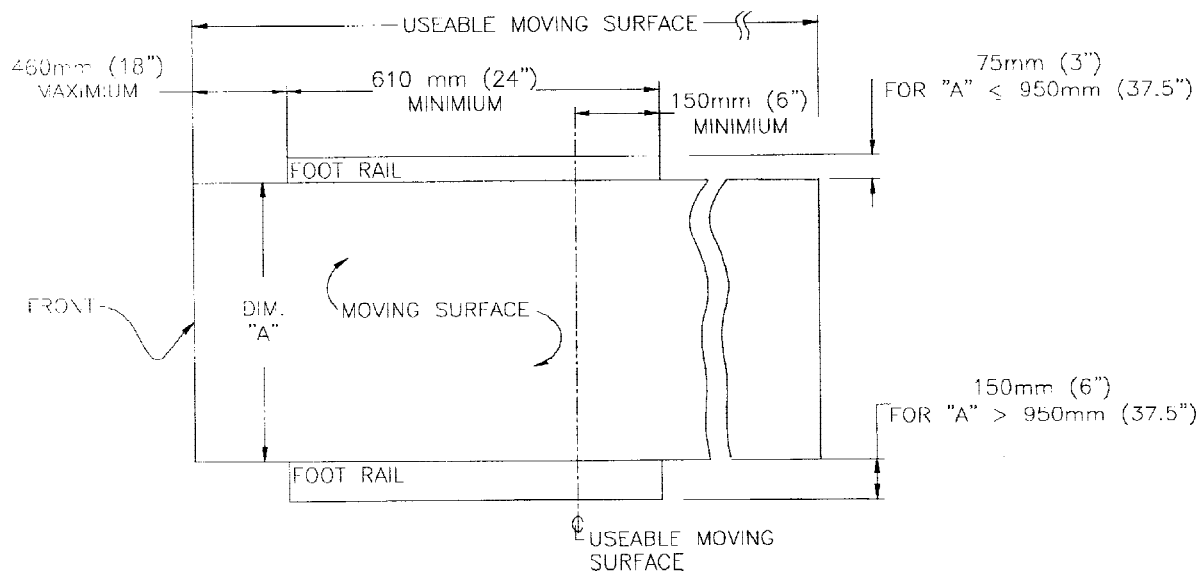 USEABLE MOVING SURFACE
460mm (18")
MAXIMIUM
610 mm (24")
MINIMIUM
150mm (6")
MINIMIUM
75mm (3")
FOR "A" ≤ 950mm (37.5")
FOOT RAIL
FRONT
DIM.
"A"
MOVING SURFACE
150mm (6")
FOR "A" > 950mm (37.5")
FOOT RAIL
℄ USEABLE MOVING
SURFACE